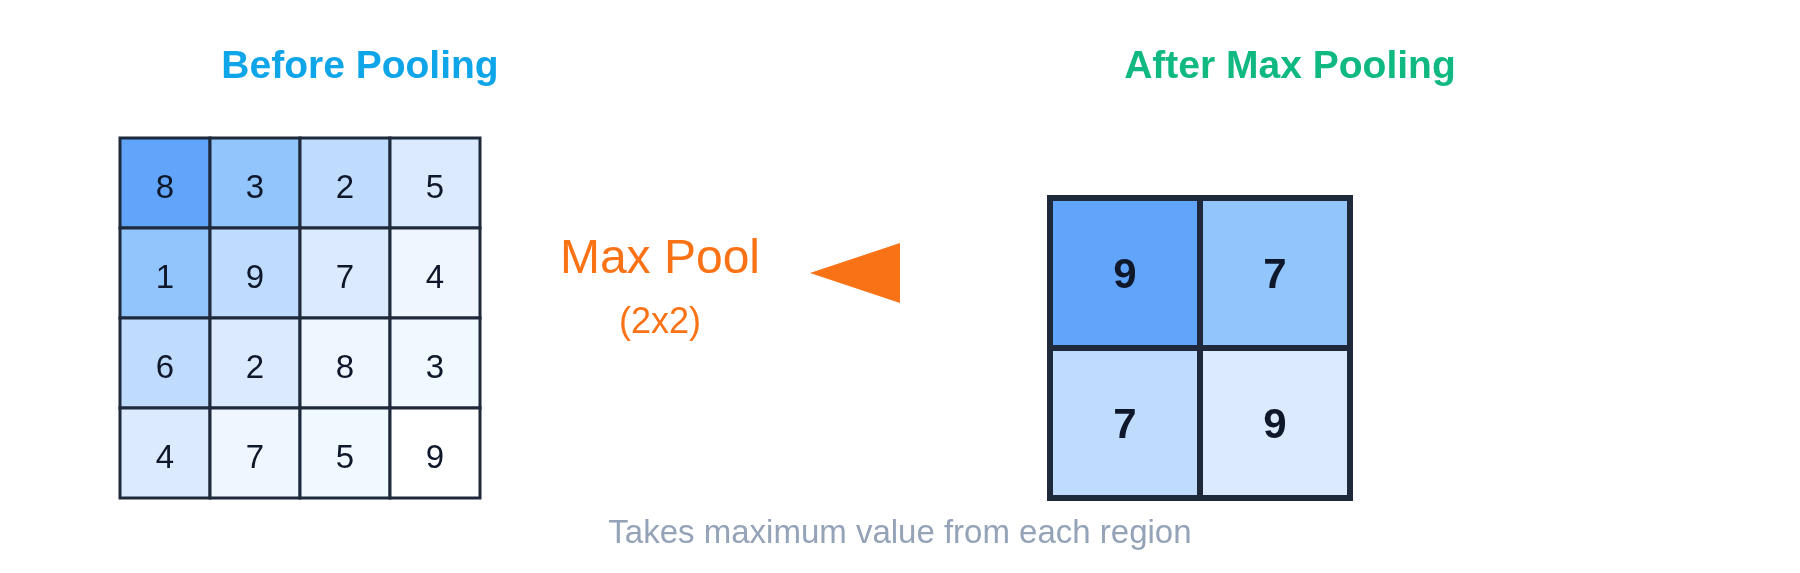 Before Pooling
After Max Pooling
8 3 2 5
1 9 7 4
6 2 8 3
4 7 5 9
Max Pool
(2x2)
9 7
7 9
Takes maximum value from each region